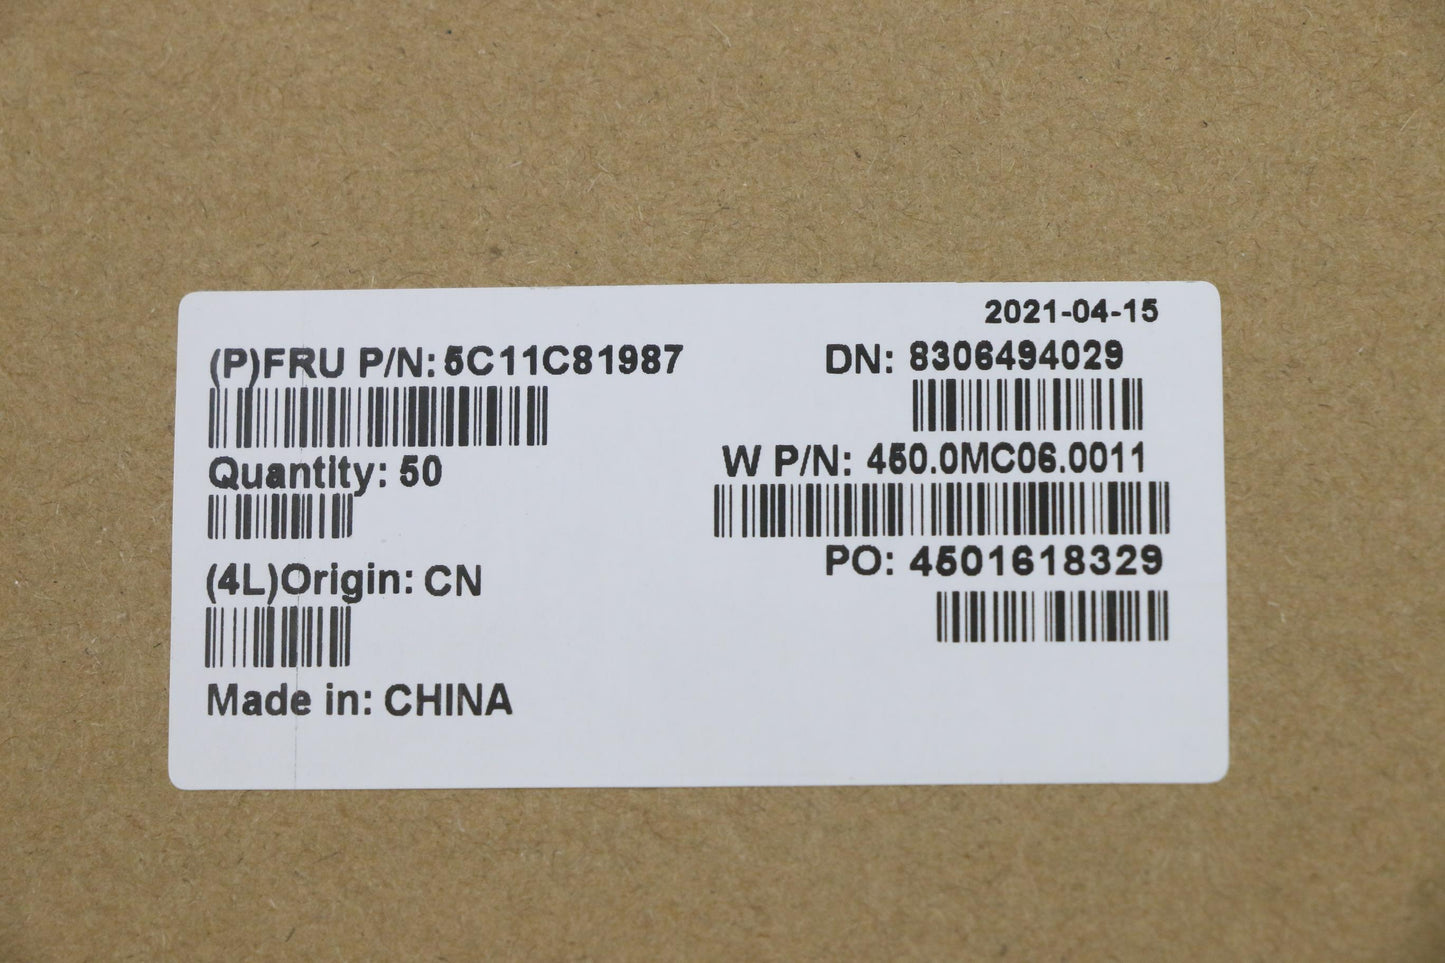 2021-04-15
(P)FRU P/N: 5C11C81987
DN: 8306494029
Quantity: 50
W P/N: 450.0MC06.0011
PO: 4501618329
(4L)Origin: CN
Made in: CHINA